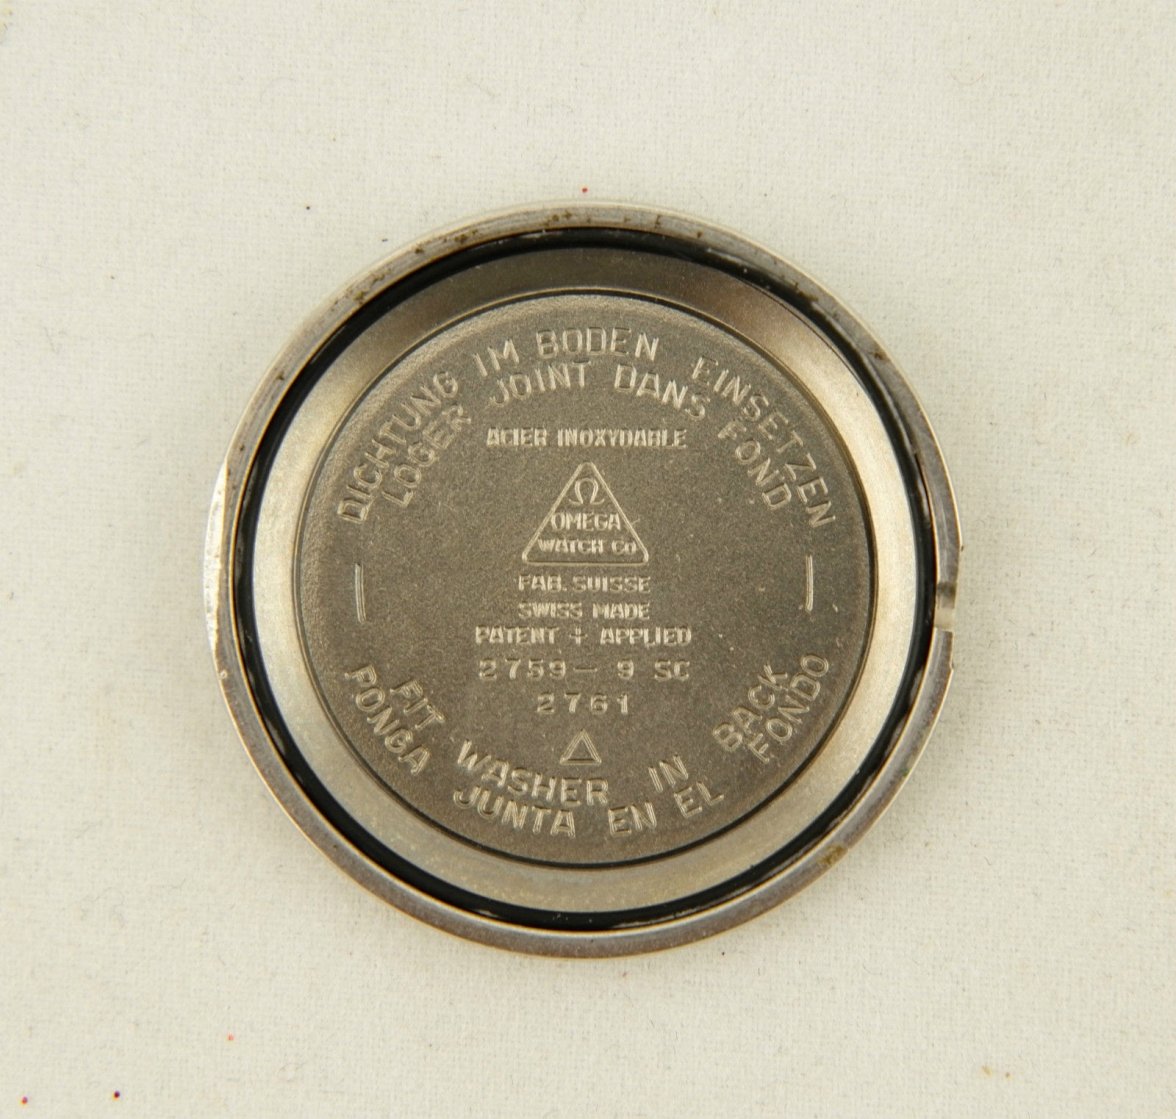 DICHTUNG IM BODEN EINSETZEN
LOGER JOINT DANS FOND
ACIER INOXYDABLE
Ω
OMEGA
WATCH CO
FAB. SUISSE
SWISS MADE
PATENT + APPLIED
2759 - 9 SC
2761
FIT WASHER IN BACK
PONGA JUNTA EN EL FONDO